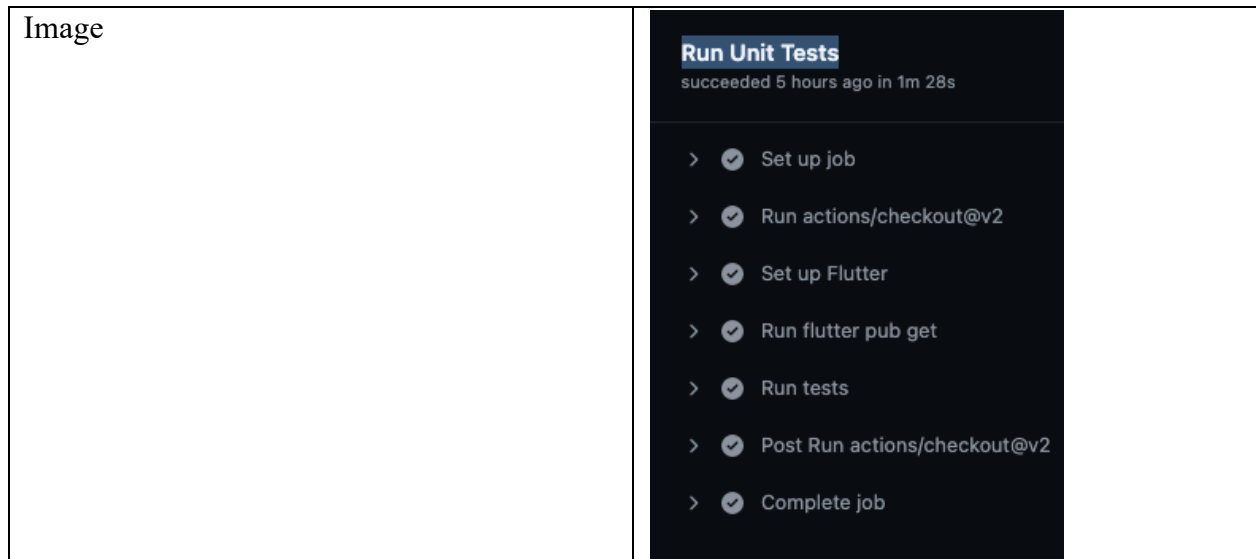 Image
Run Unit Tests
succeeded 5 hours ago in 1m 28s
Set up job
Run actions/checkout@v2
Set up Flutter
Run flutter pub get
Run tests
Post Run actions/checkout@v2
Complete job